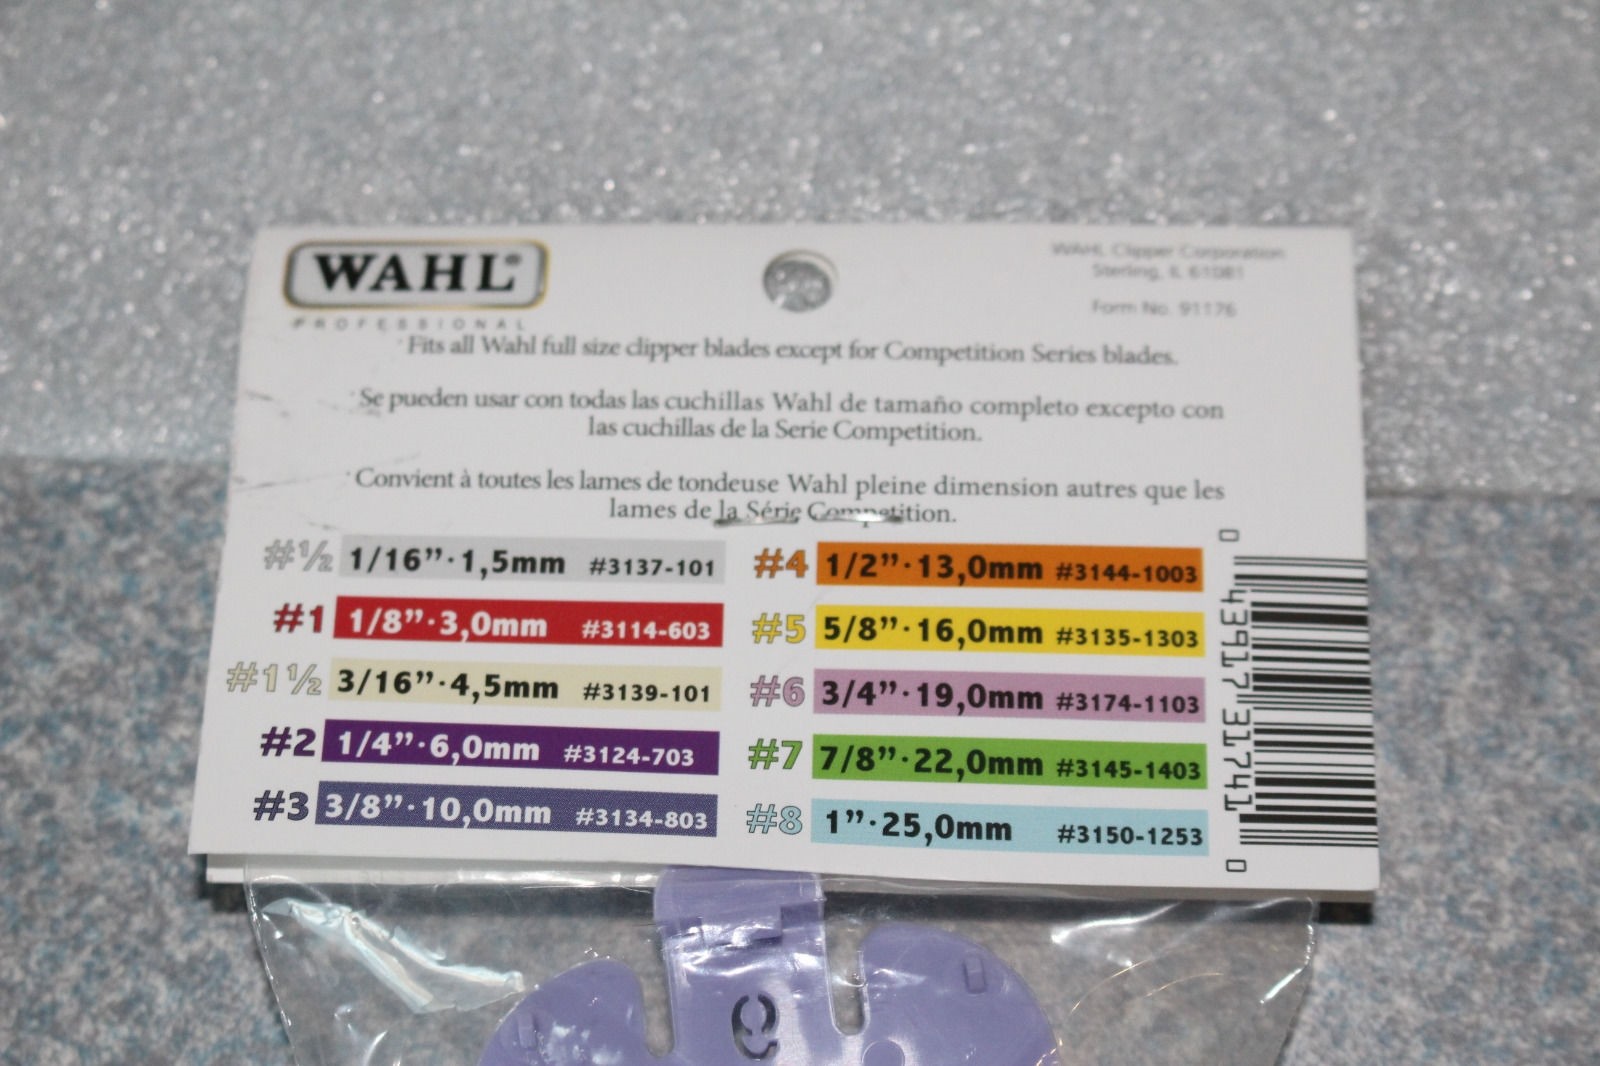 WAHL®
PROFESSIONAL
WAHL Clipper Corporation
Sterling, IL 61081
Form No. 91176
Fits all Wahl full size clipper blades except for Competition Series blades.
Se pueden usar con todas las cuchillas Wahl de tamaño completo excepto con
las cuchillas de la Serie Competition.
Convient à toutes les lames de tondeuse Wahl pleine dimension autres que les
lames de la Série Competition.
#½ 1/16”·1,5mm #3137-101
#1 1/8”·3,0mm #3114-603
#1½ 3/16”·4,5mm #3139-101
#2 1/4”·6,0mm #3124-703
#3 3/8”·10,0mm #3134-803
#4 1/2”·13,0mm #3144-1003
#5 5/8”·16,0mm #3135-1303
#6 3/4”·19,0mm #3174-1103
#7 7/8”·22,0mm #3145-1403
#8 1”·25,0mm #3150-1253
0 43917 31741 0